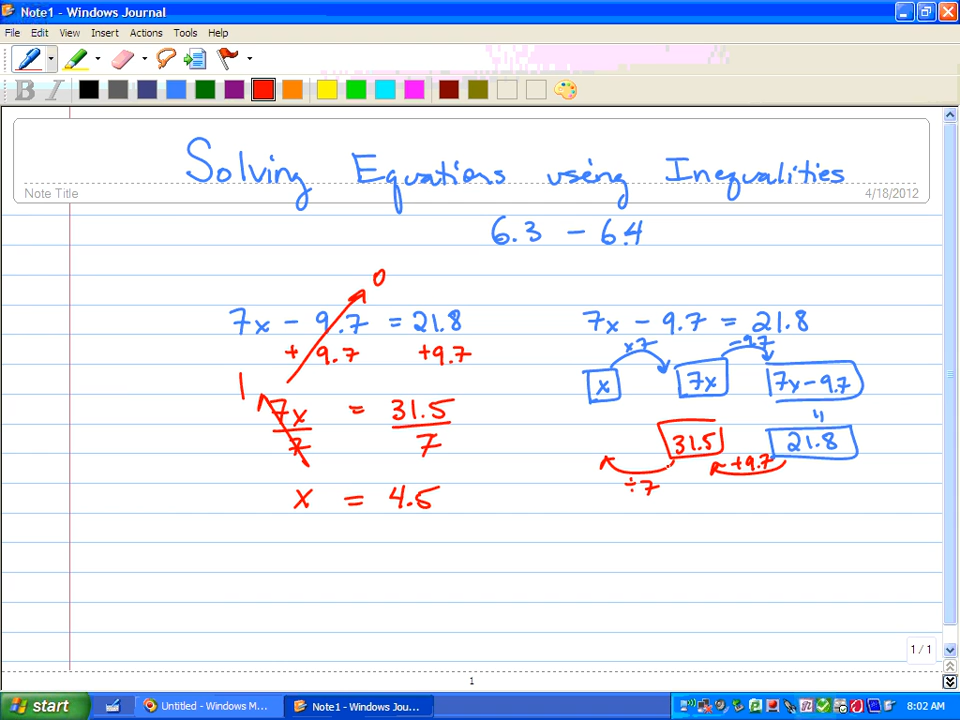 Note1 - Windows Journal
File Edit View Insert Actions Tools Help
B I
Solving Equations using Inequalities
Note Title
4/18/2012
6.3 - 6.4
0
7x - 9.7 = 21.8
+ 9.7 +9.7
1
7x = 31.5
7 7
x = 4.5
7x - 9.7 = 21.8
x7 -9.7
x 7x 7x-9.7
=
31.5 21.8
÷7 +9.7
1 / 1
1
start
Untitled - Windows M...
Note1 - Windows Jou...
8:02 AM